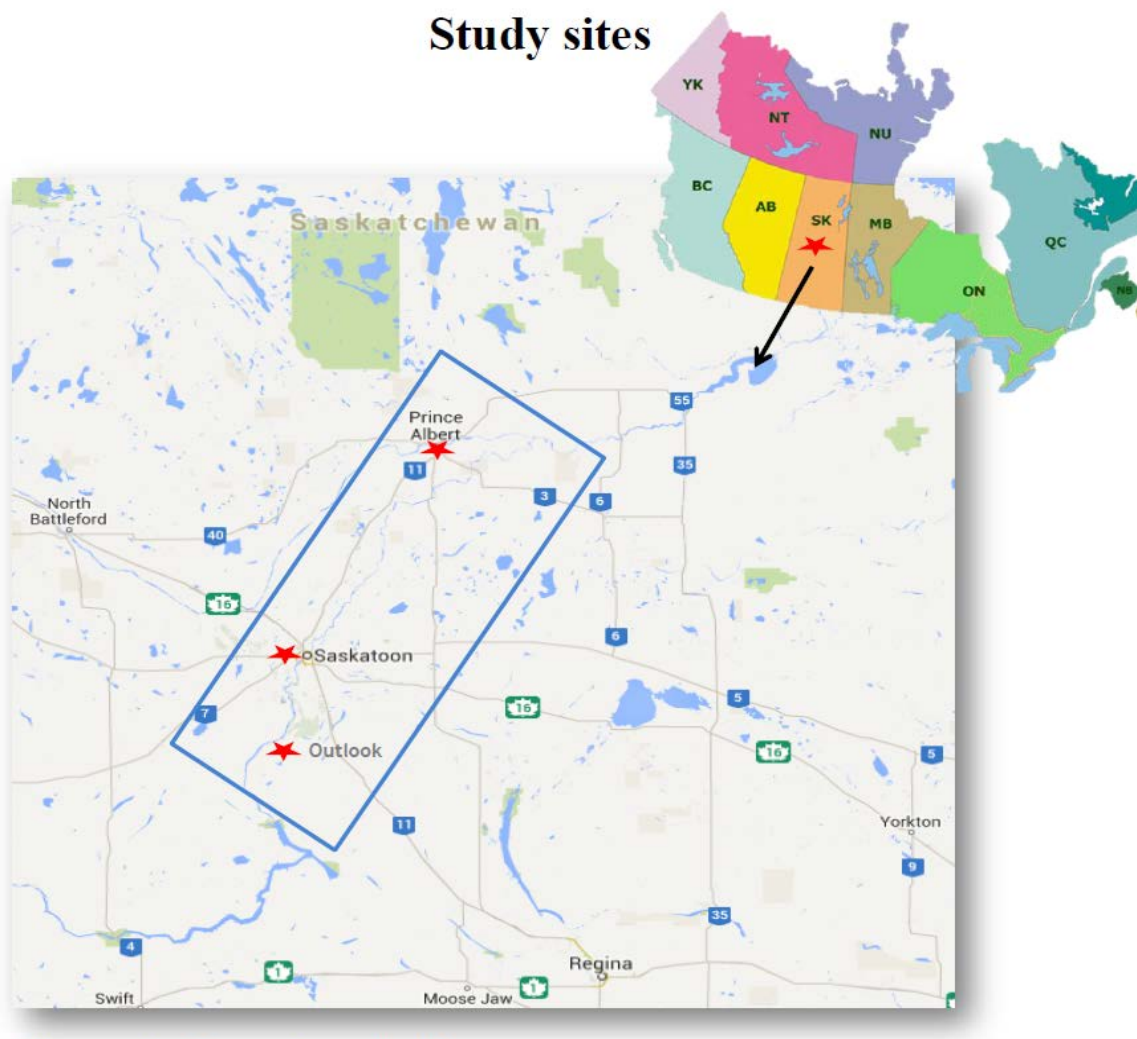 Study sites
YK
NT
NU
BC
AB
SK
MB
ON
QC
NB
Saskatchewan
55
Prince
Albert
11
35
3
6
North
Battleford
40
16
6
Saskatoon
5
16
7
16
5
Outlook
11
Yorkton
9
35
4
1
Regina
Swift
Moose Jaw
1